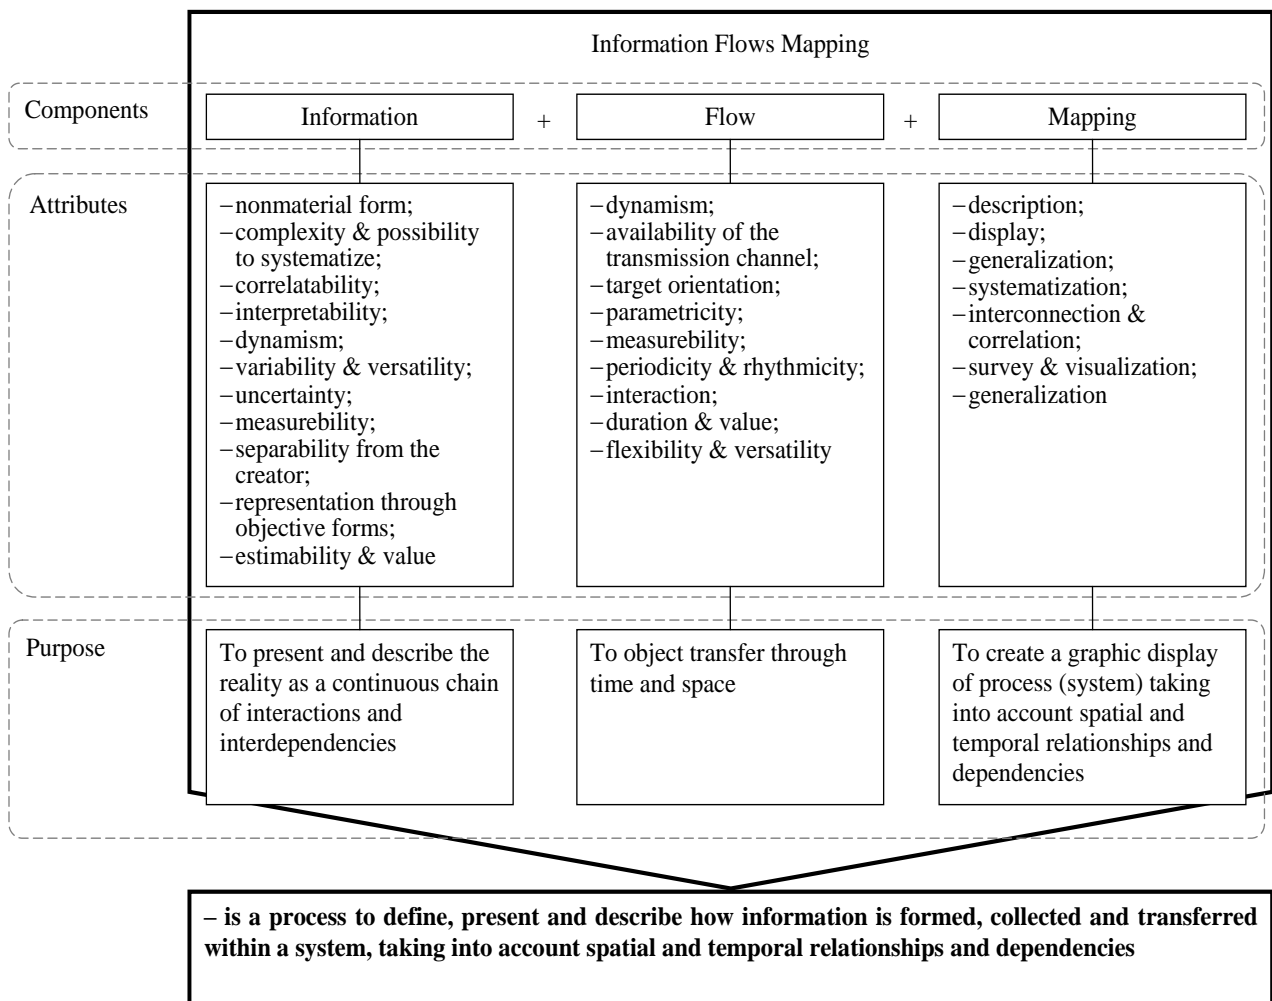 Information Flows Mapping
Components
Information
+
Flow
+
Mapping
Attributes
–nonmaterial form;
–complexity & possibility
to systematize;
–correlatability;
–interpretability;
–dynamism;
–variability & versatility;
–uncertainty;
–measurebility;
–separability from the
creator;
–representation through
objective forms;
–estimability & value
–dynamism;
–availability of the
transmission channel;
–target orientation;
–parametricity;
–measurebility;
–periodicity & rhythmicity;
–interaction;
–duration & value;
–flexibility & versatility
–description;
–display;
–generalization;
–systematization;
–interconnection &
correlation;
–survey & visualization;
–generalization
Purpose
To present and describe the
reality as a continuous chain
of interactions and
interdependencies
To object transfer through
time and space
To create a graphic display
of process (system) taking
into account spatial and
temporal relationships and
dependencies
– is a process to define, present and describe how information is formed, collected and transferred
within a system, taking into account spatial and temporal relationships and dependencies